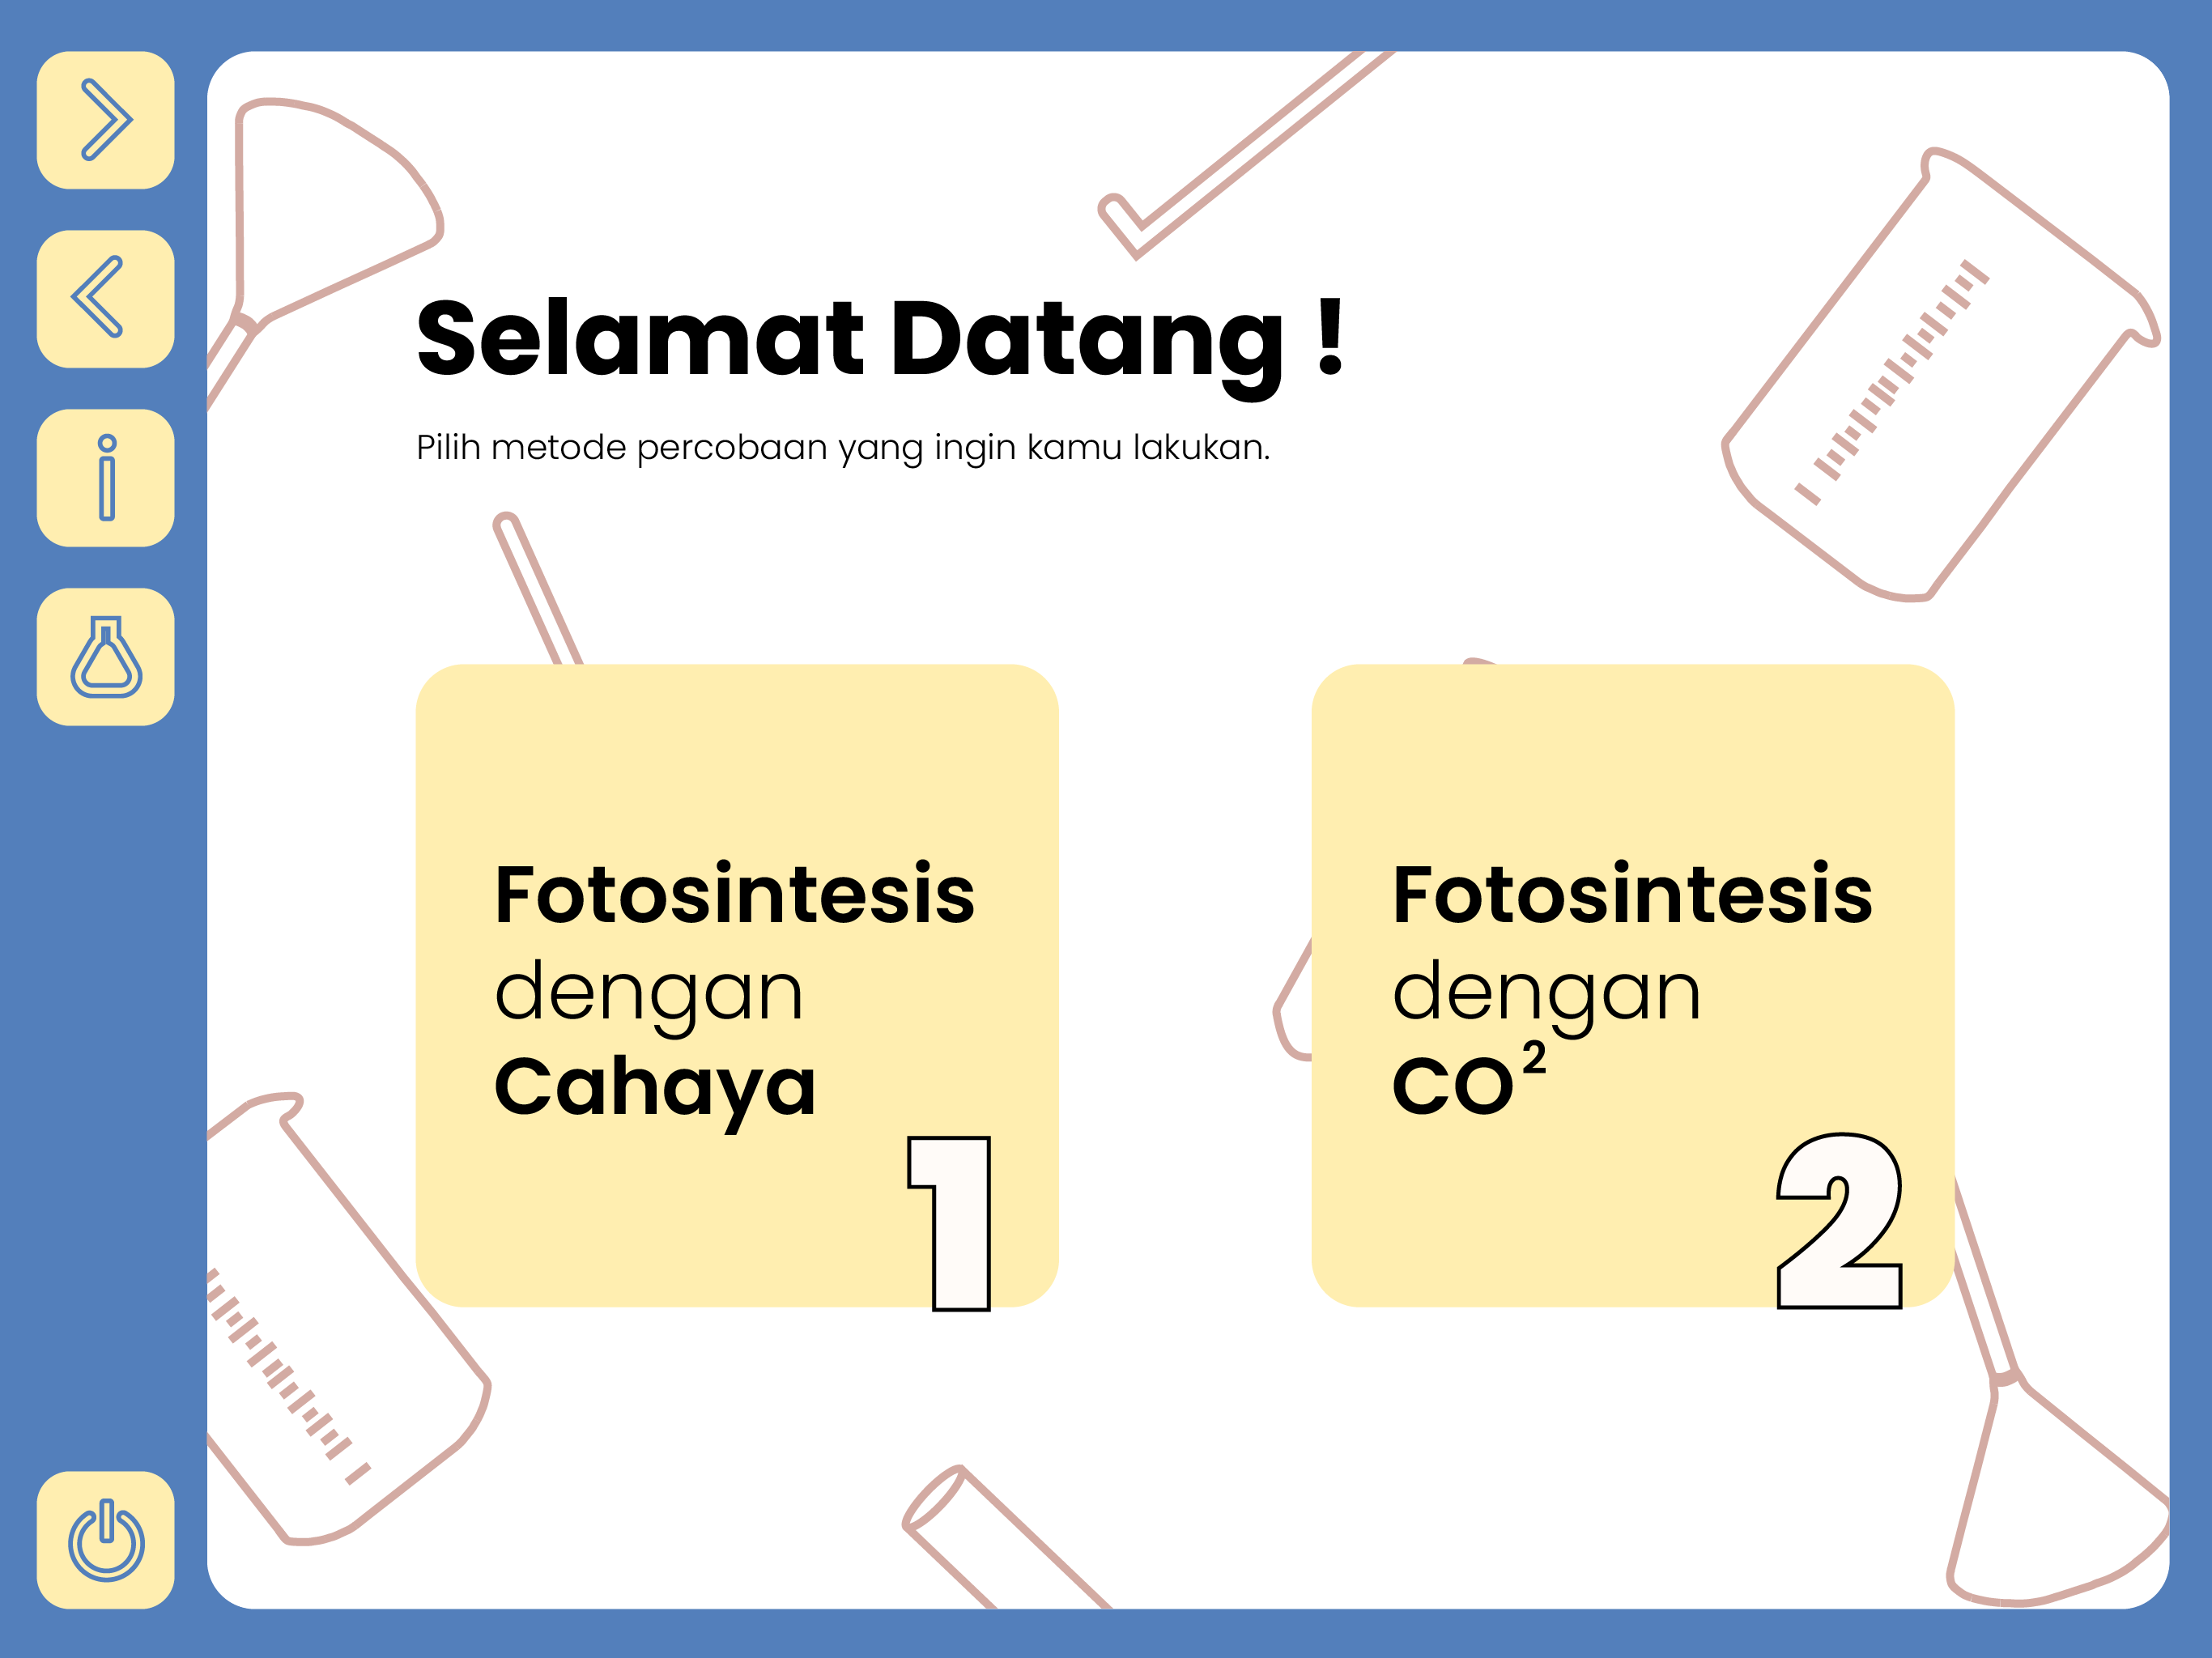 Selamat Datang !
Pilih metode percobaan yang ingin kamu lakukan.
Fotosintesis
dengan
Cahaya
1
Fotosintesis
dengan
CO²
2